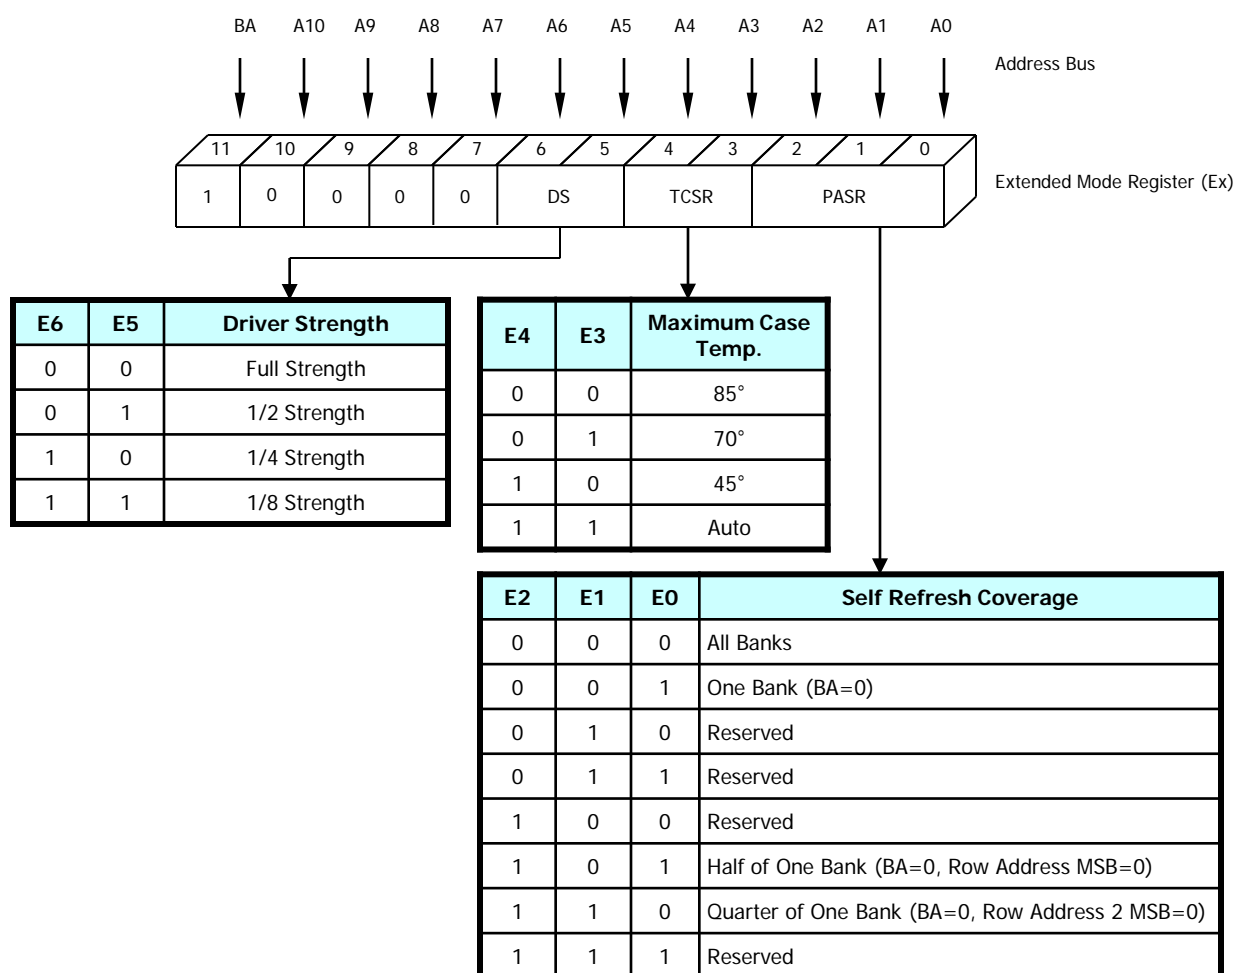 BA A10 A9 A8 A7 A6 A5 A4 A3 A2 A1 A0
Address Bus
11 10 9 8 7 6 5 4 3 2 1 0
1 0 0 0 0 DS TCSR PASR
Extended Mode Register (Ex)
E6 E5 Driver Strength
0 0 Full Strength
0 1 1/2 Strength
1 0 1/4 Strength
1 1 1/8 Strength
E4 E3 Maximum Case
Temp.
0 0 85°
0 1 70°
1 0 45°
1 1 Auto
E2 E1 E0 Self Refresh Coverage
0 0 0 All Banks
0 0 1 One Bank (BA=0)
0 1 0 Reserved
0 1 1 Reserved
1 0 0 Reserved
1 0 1 Half of One Bank (BA=0, Row Address MSB=0)
1 1 0 Quarter of One Bank (BA=0, Row Address 2 MSB=0)
1 1 1 Reserved